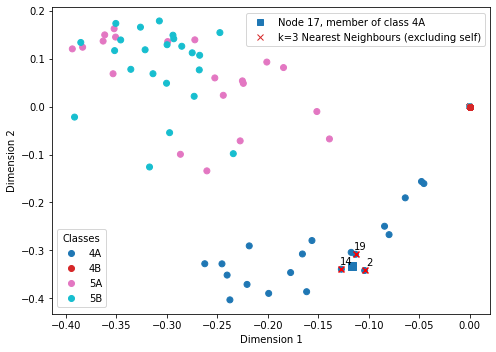 0.2
0.1
0.0
−0.1
−0.2
−0.3
−0.4
Dimension 2
Node 17, member of class 4A
k=3 Nearest Neighbours (excluding self)
19
14
2
Classes
4A
4B
5A
5B
−0.40
−0.35
−0.30
−0.25
−0.20
−0.15
−0.10
−0.05
0.00
Dimension 1